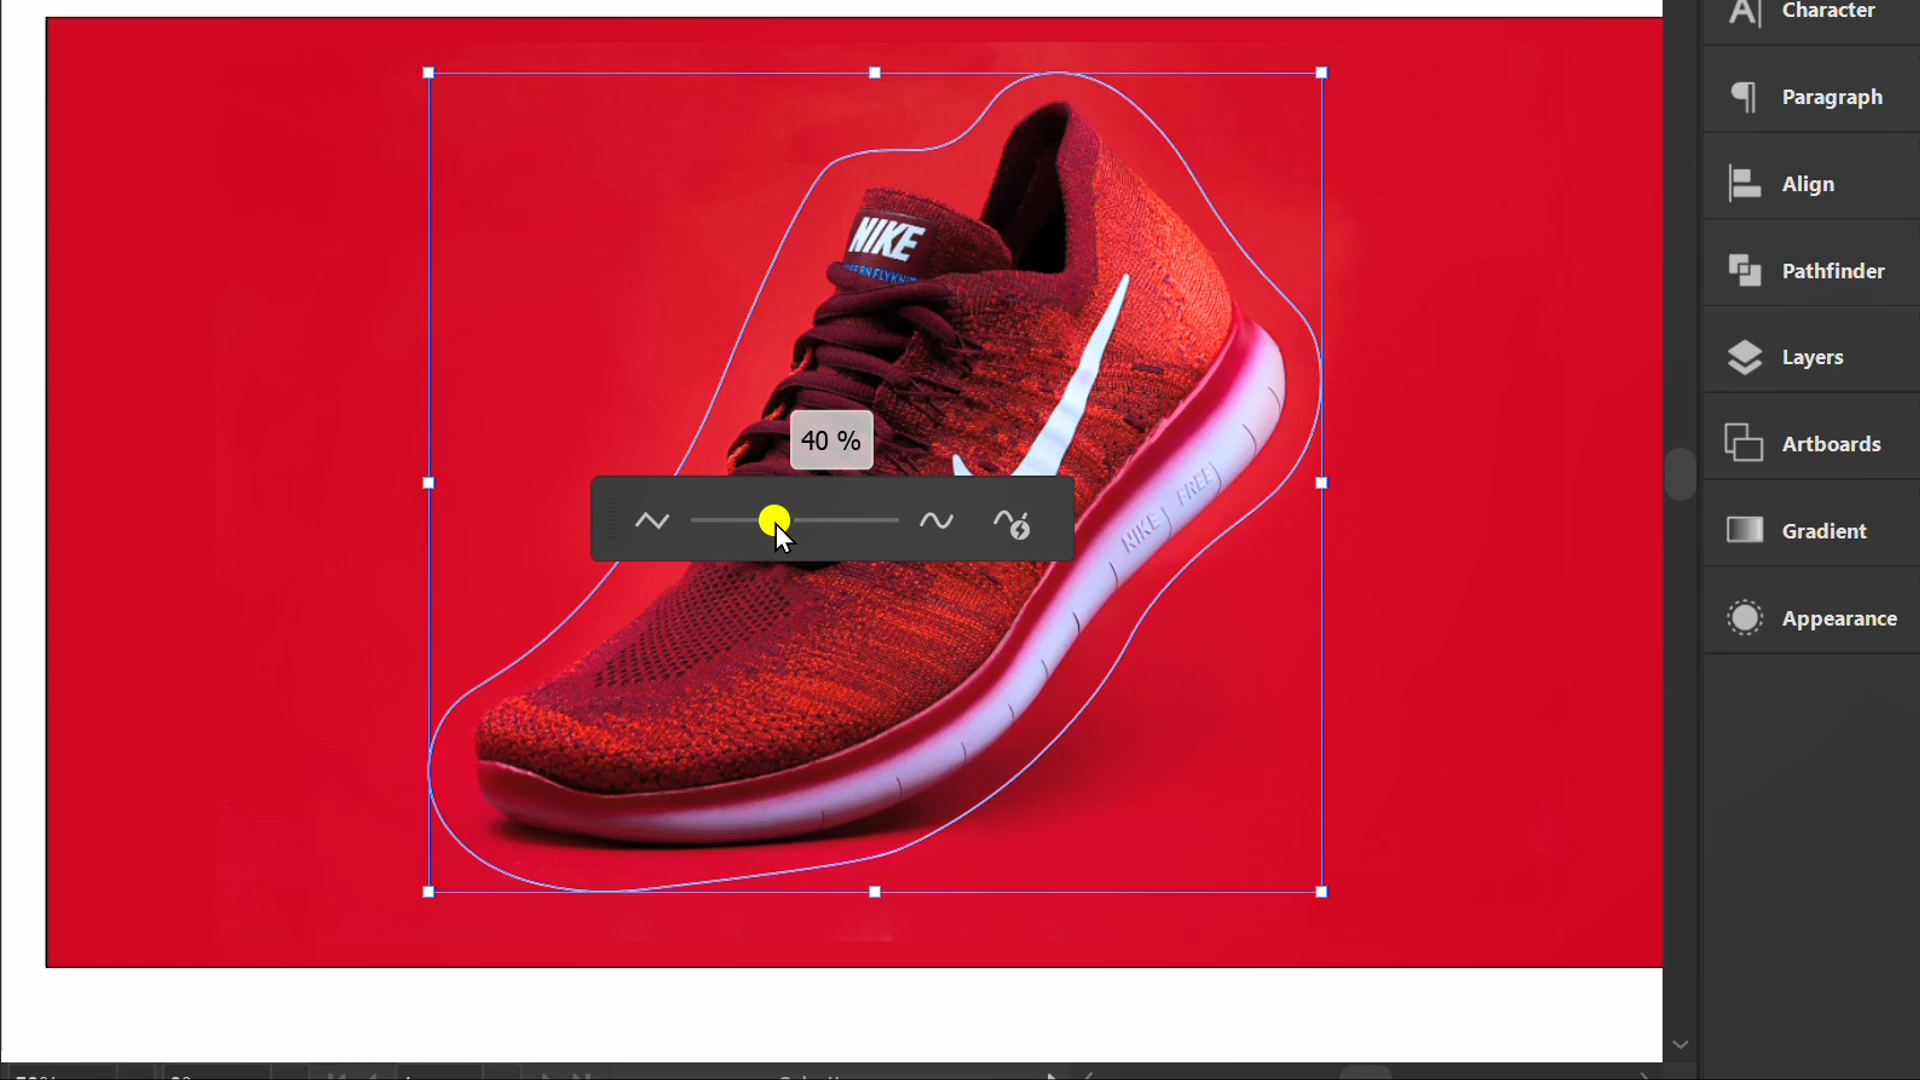 Character
Paragraph
Align
Pathfinder
Layers
Artboards
Gradient
Appearance
NIKE
40 %
NIKE FREE